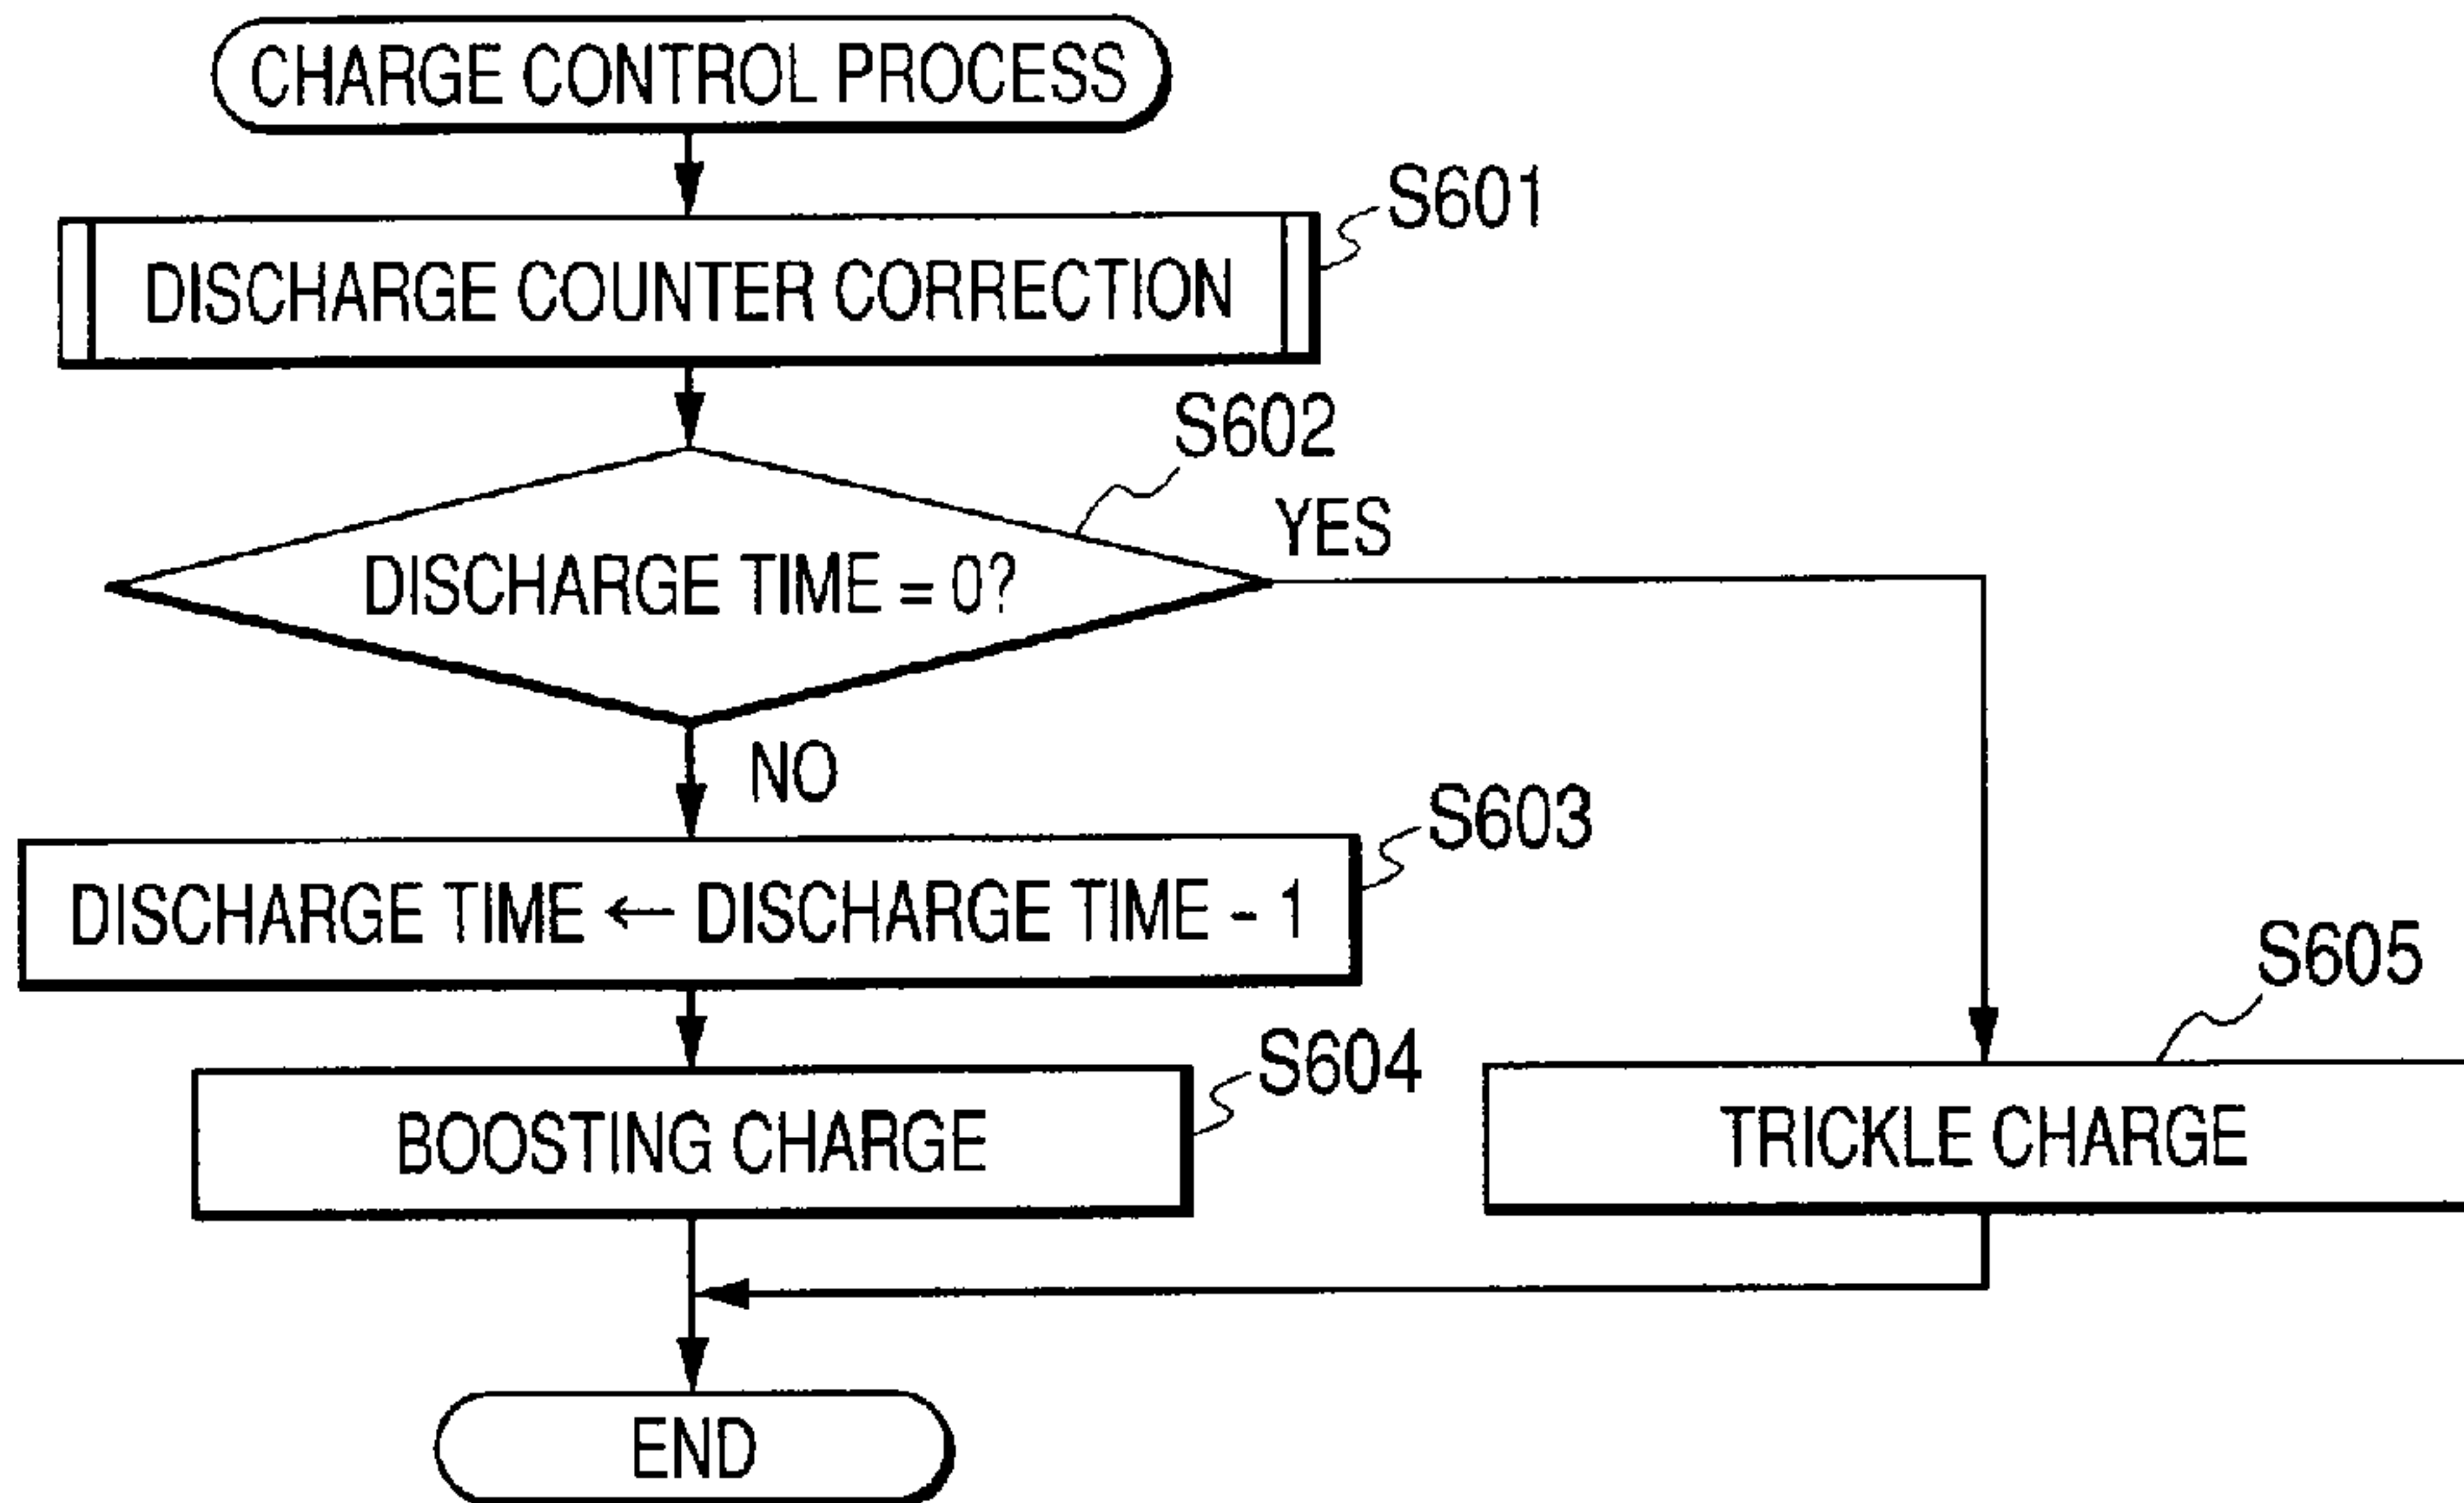 CHARGE CONTROL PROCESS
S601
DISCHARGE COUNTER CORRECTION
S602
YES
DISCHARGE TIME = 0?
NO
S603
DISCHARGE TIME ← DISCHARGE TIME - 1
S605
S604
BOOSTING CHARGE
TRICKLE CHARGE
END